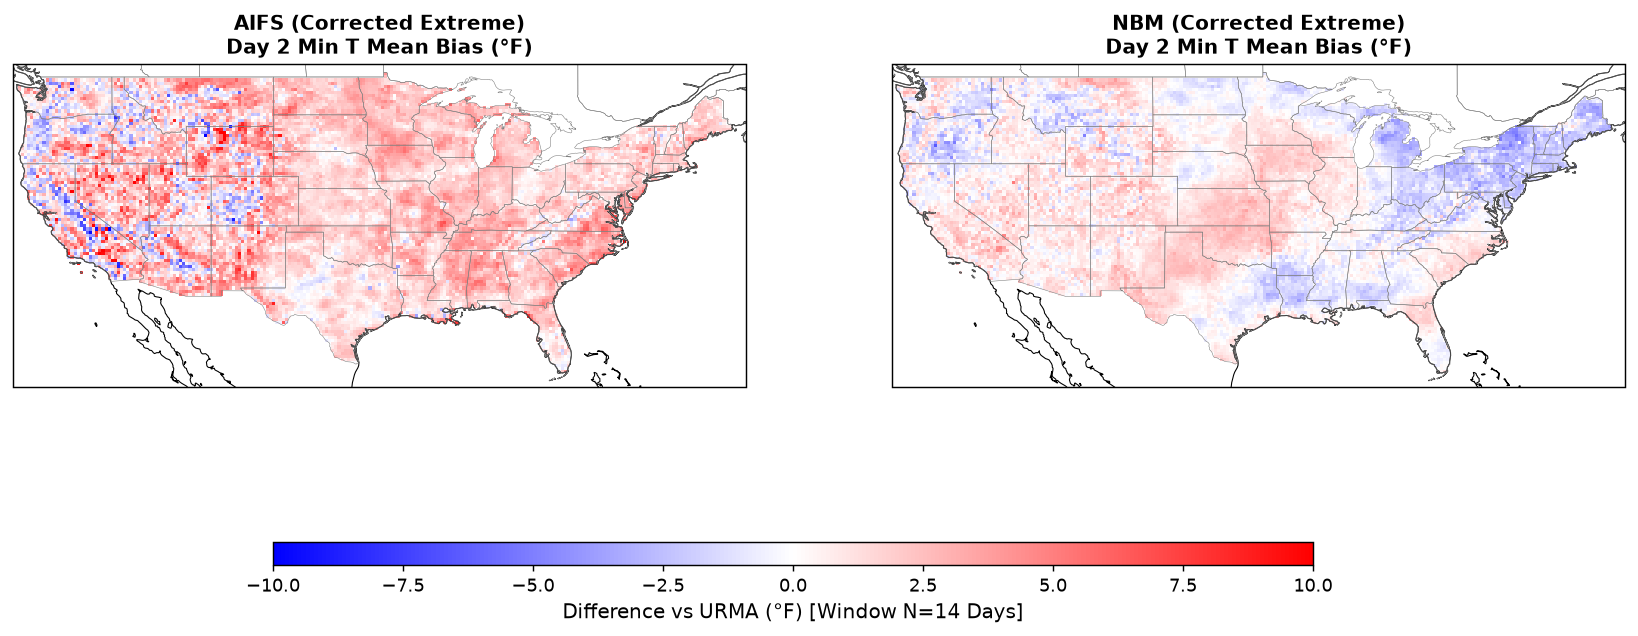 AIFS (Corrected Extreme)
Day 2 Min T Mean Bias (°F)
NBM (Corrected Extreme)
Day 2 Min T Mean Bias (°F)
−10.0 −7.5 −5.0 −2.5 0.0 2.5 5.0 7.5 10.0
Difference vs URMA (°F) [Window N=14 Days]